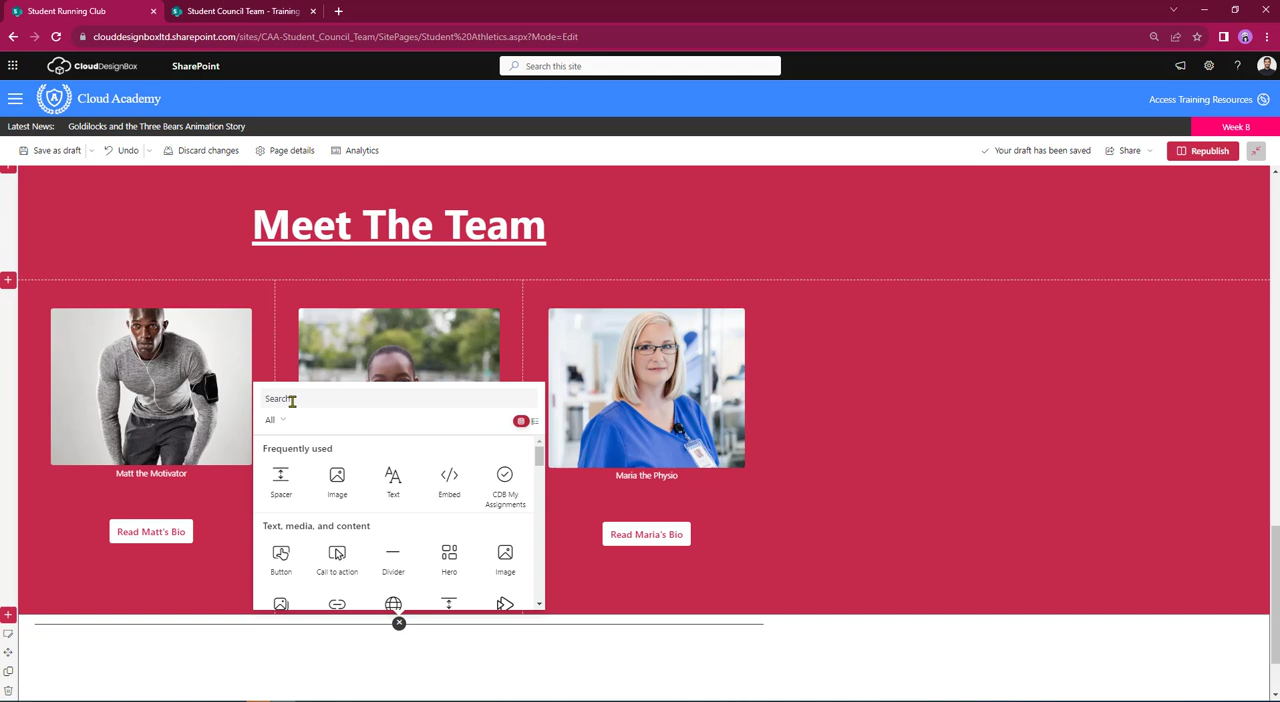 Student Running Club
Student Council Team - Training
clouddesignboxltd.sharepoint.com/sites/CAA-Student_Council_Team/SitePages/Student%20Athletics.aspx?Mode=Edit
CloudDesignBox
SharePoint
Search this site
Cloud Academy
Access Training Resources
Latest News: Goldilocks and the Three Bears Animation Story
Week B
Save as draft
Undo
Discard changes
Page details
Analytics
Your draft has been saved
Share
Republish
Meet The Team
Search
All
Frequently used
Spacer
Image
Text
Embed
CDB My Assignments
Text, media, and content
Button
Call to action
Divider
Hero
Image
Matt the Motivator
Read Matt's Bio
Maria the Physio
Read Maria's Bio